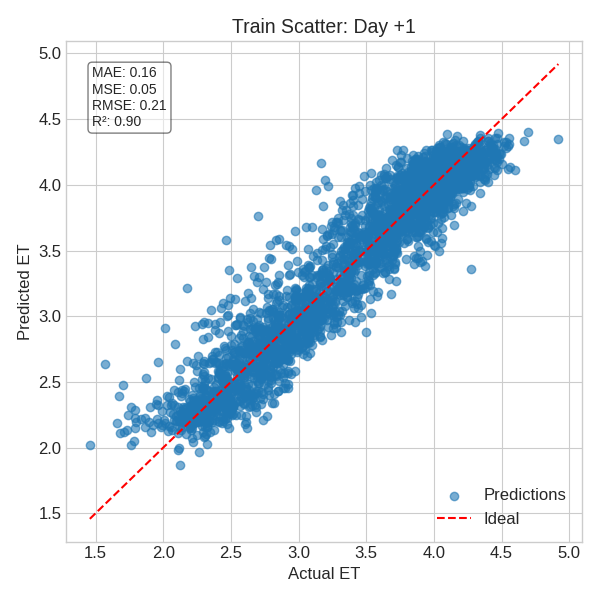 Train Scatter: Day +1
MAE: 0.16
MSE: 0.05
RMSE: 0.21
R²: 0.90
Predicted ET
5.0
4.5
4.0
3.5
3.0
2.5
2.0
1.5
Predictions
Ideal
1.5 2.0 2.5 3.0 3.5 4.0 4.5 5.0
Actual ET